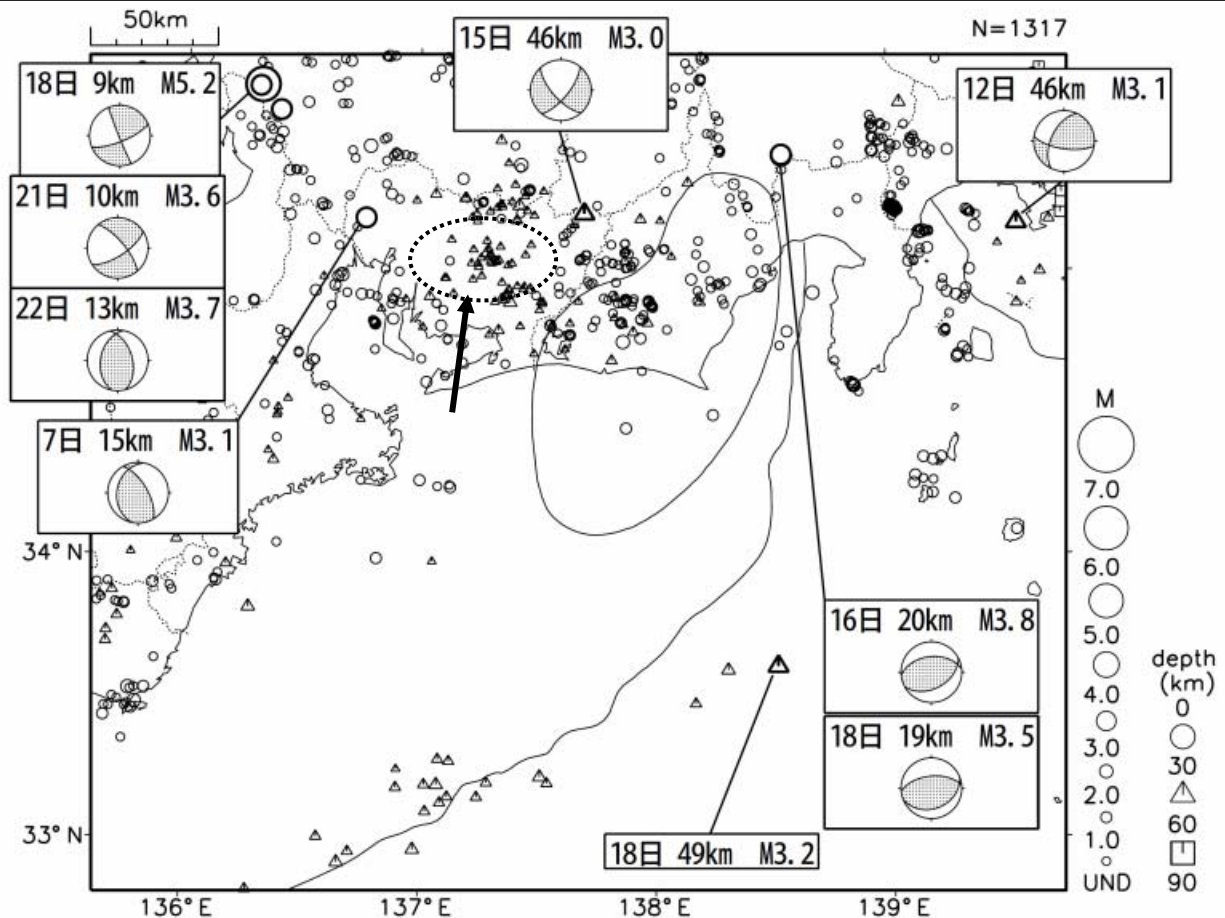 50km
N=1317
15日 46km M3.0
18日 9km M5.2
12日 46km M3.1
21日 10km M3.6
22日 13km M3.7
7日 15km M3.1
16日 20km M3.8
18日 19km M3.5
18日 49km M3.2
34°N
33°N
136°E
137°E
138°E
139°E
M
7.0
6.0
5.0
4.0
3.0
2.0
1.0
UND
depth
(km)
0
30
60
90